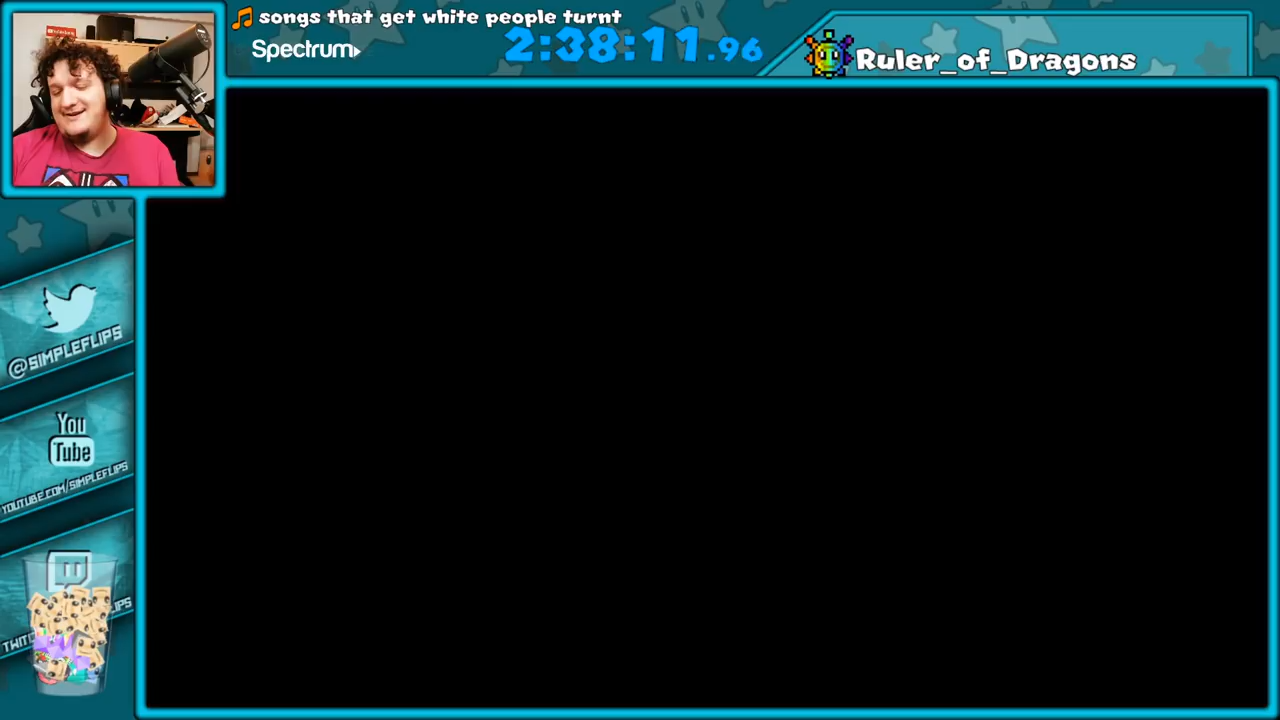 songs that get white people turnt
Spectrum▸
2:38:11.96
Ruler_of_Dragons
@SIMPLEFLIPS
You
Tube
YOUTUBE.COM/SIMPLEFLIPS